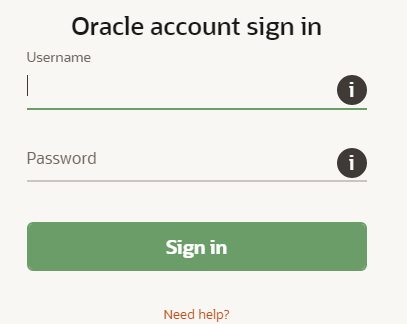 Oracle account sign in
Username
i
Password
i
Sign in
Need help?